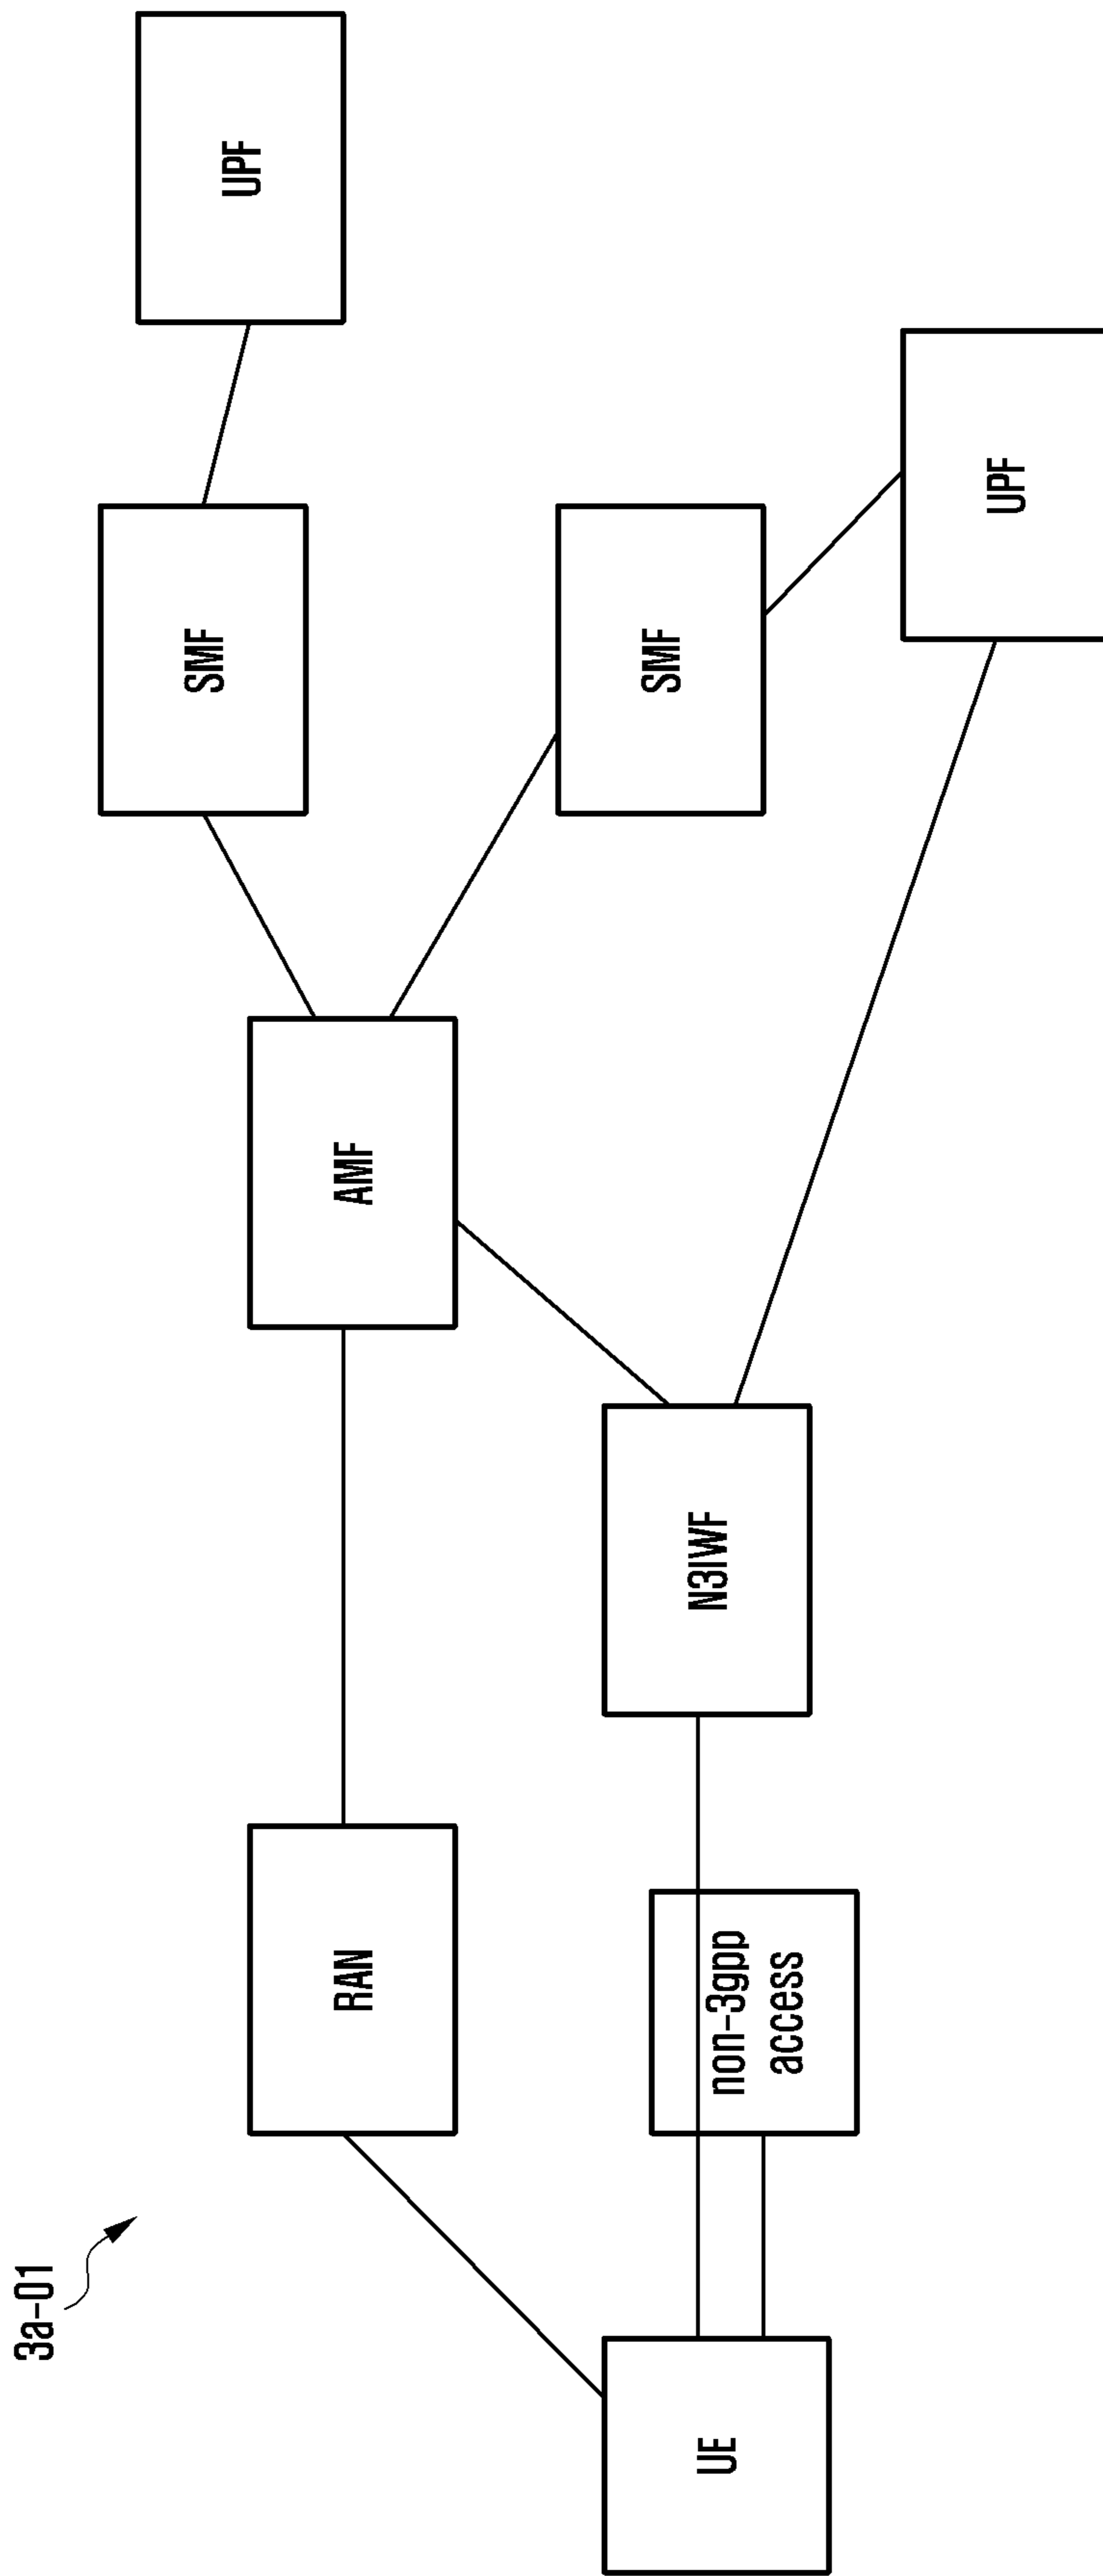 3a-01
UE
RAN
non-3gpp
access
N3IWF
AMF
SMF
SMF
UPF
UPF